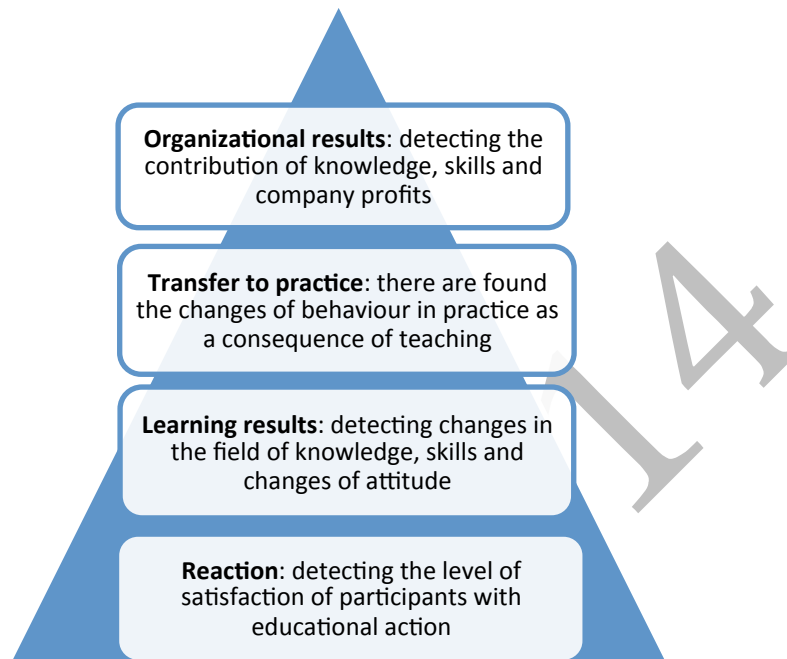 Organizational results: detecting the
contribution of knowledge, skills and
company profits
Transfer to practice: there are found
the changes of behaviour in practice as
a consequence of teaching
Learning results: detecting changes in
the field of knowledge, skills and
changes of attitude
Reaction: detecting the level of
satisfaction of participants with
educational action
14